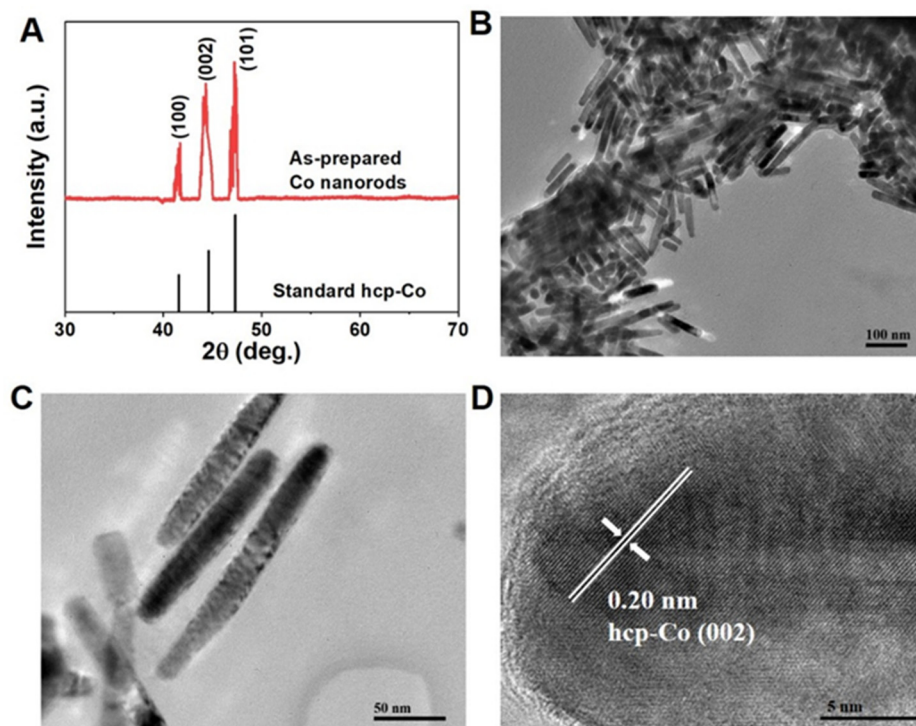 A
Intensity (a.u.)
(100)
(002)
(101)
As-prepared
Co nanorods
Standard hcp-Co
30
40
50
60
70
2θ (deg.)
B
100 nm
C
50 nm
D
0.20 nm
hcp-Co (002)
5 nm